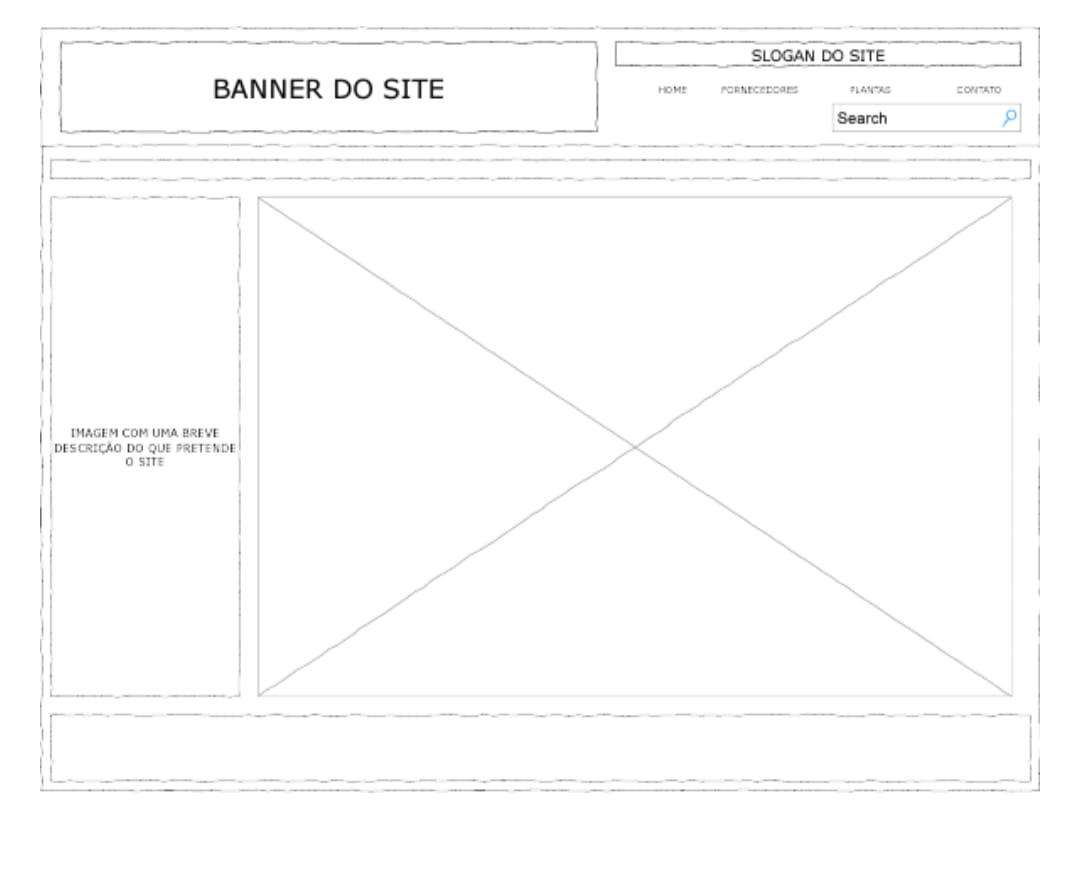 BANNER DO SITE
SLOGAN DO SITE
HOME FORNECEDORES PLANTAS CONTATO
Search
IMAGEM COM UMA BREVE
DESCRIÇÃO DO QUE PRETENDE
O SITE